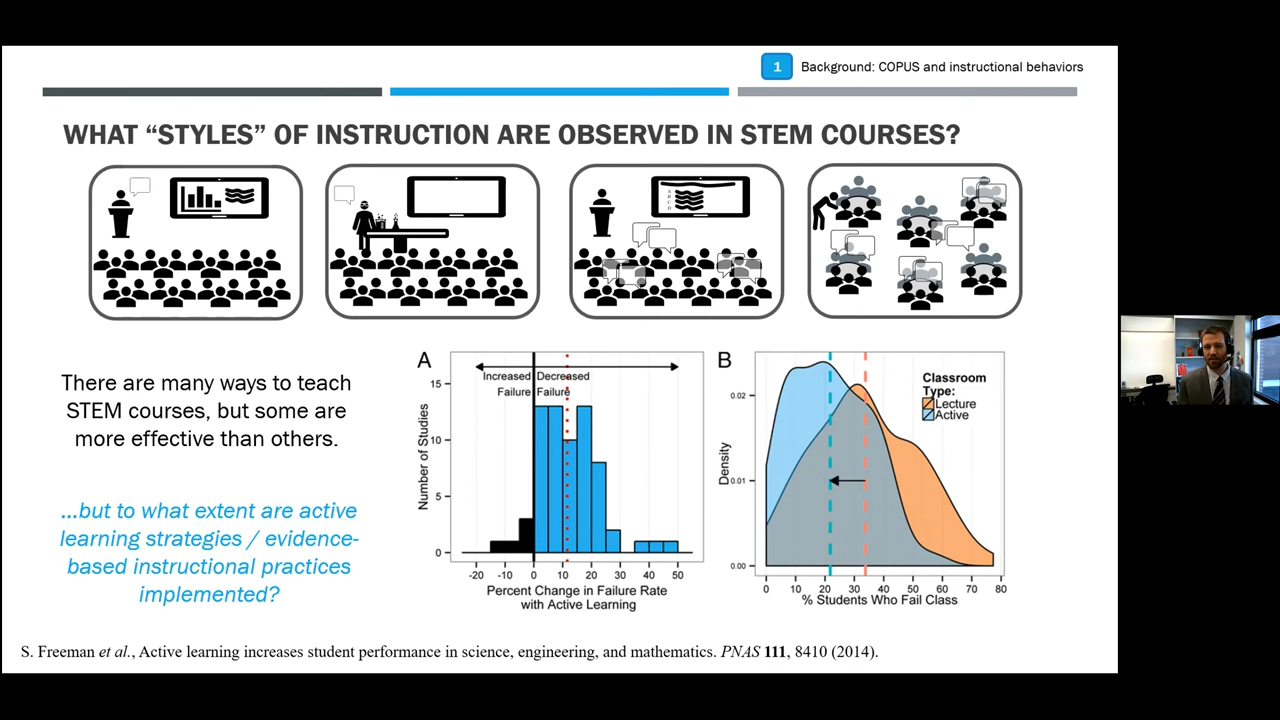 1 Background: COPUS and instructional behaviors
WHAT “STYLES” OF INSTRUCTION ARE OBSERVED IN STEM COURSES?
A
B
C
D
There are many ways to teach
STEM courses, but some are
more effective than others.
...but to what extent are active
learning strategies / evidence-
based instructional practices
implemented?
A
Increased Decreased
Failure Failure
Number of Studies
15
10
5
0
-20 -10 0 10 20 30 40 50
Percent Change in Failure Rate
with Active Learning
B
Classroom
Type:
Lecture
Active
Density
0.02
0.01
0.00
0 10 20 30 40 50 60 70 80
% Students Who Fail Class
S. Freeman et al., Active learning increases student performance in science, engineering, and mathematics. PNAS 111, 8410 (2014).